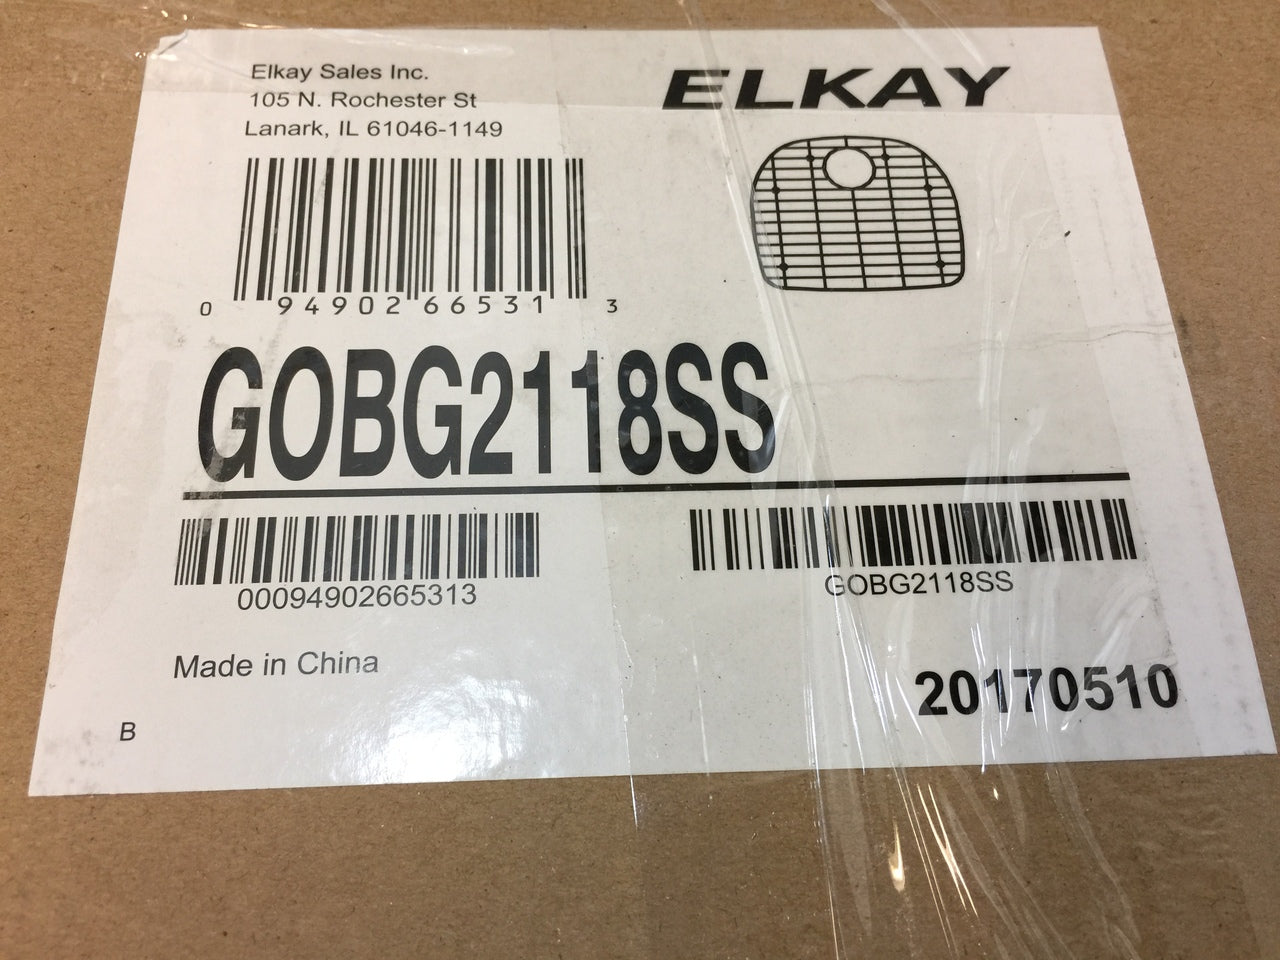 Elkay Sales Inc.
105 N. Rochester St
Lanark, IL 61046-1149
ELKAY
0 94902 66531 3
GOBG2118SS
00094902665313
GOBG2118SS
Made in China
20170510
B